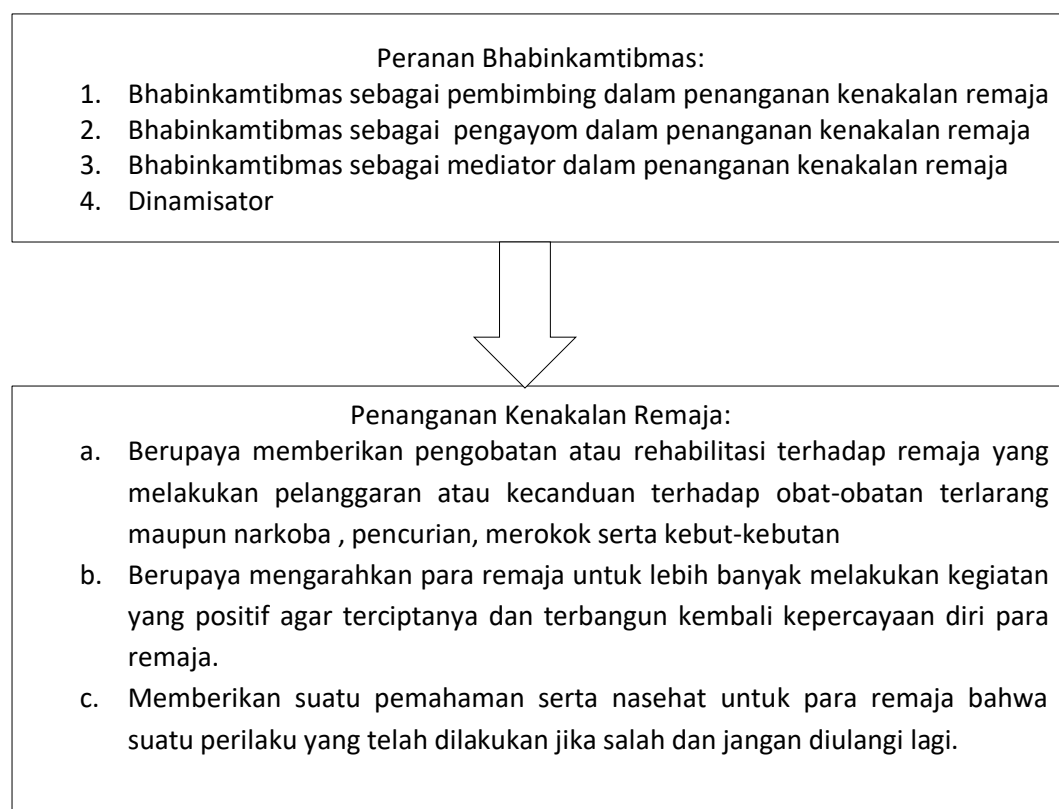 Peranan Bhabinkamtibmas:
1. Bhabinkamtibmas sebagai pembimbing dalam penanganan kenakalan remaja
2. Bhabinkamtibmas sebagai pengayom dalam penanganan kenakalan remaja
3. Bhabinkamtibmas sebagai mediator dalam penanganan kenakalan remaja
4. Dinamisator
Penanganan Kenakalan Remaja:
a. Berupaya memberikan pengobatan atau rehabilitasi terhadap remaja yang
melakukan pelanggaran atau kecanduan terhadap obat-obatan terlarang
maupun narkoba , pencurian, merokok serta kebut-kebutan
b. Berupaya mengarahkan para remaja untuk lebih banyak melakukan kegiatan
yang positif agar terciptanya dan terbangun kembali kepercayaan diri para
remaja.
c. Memberikan suatu pemahaman serta nasehat untuk para remaja bahwa
suatu perilaku yang telah dilakukan jika salah dan jangan diulangi lagi.